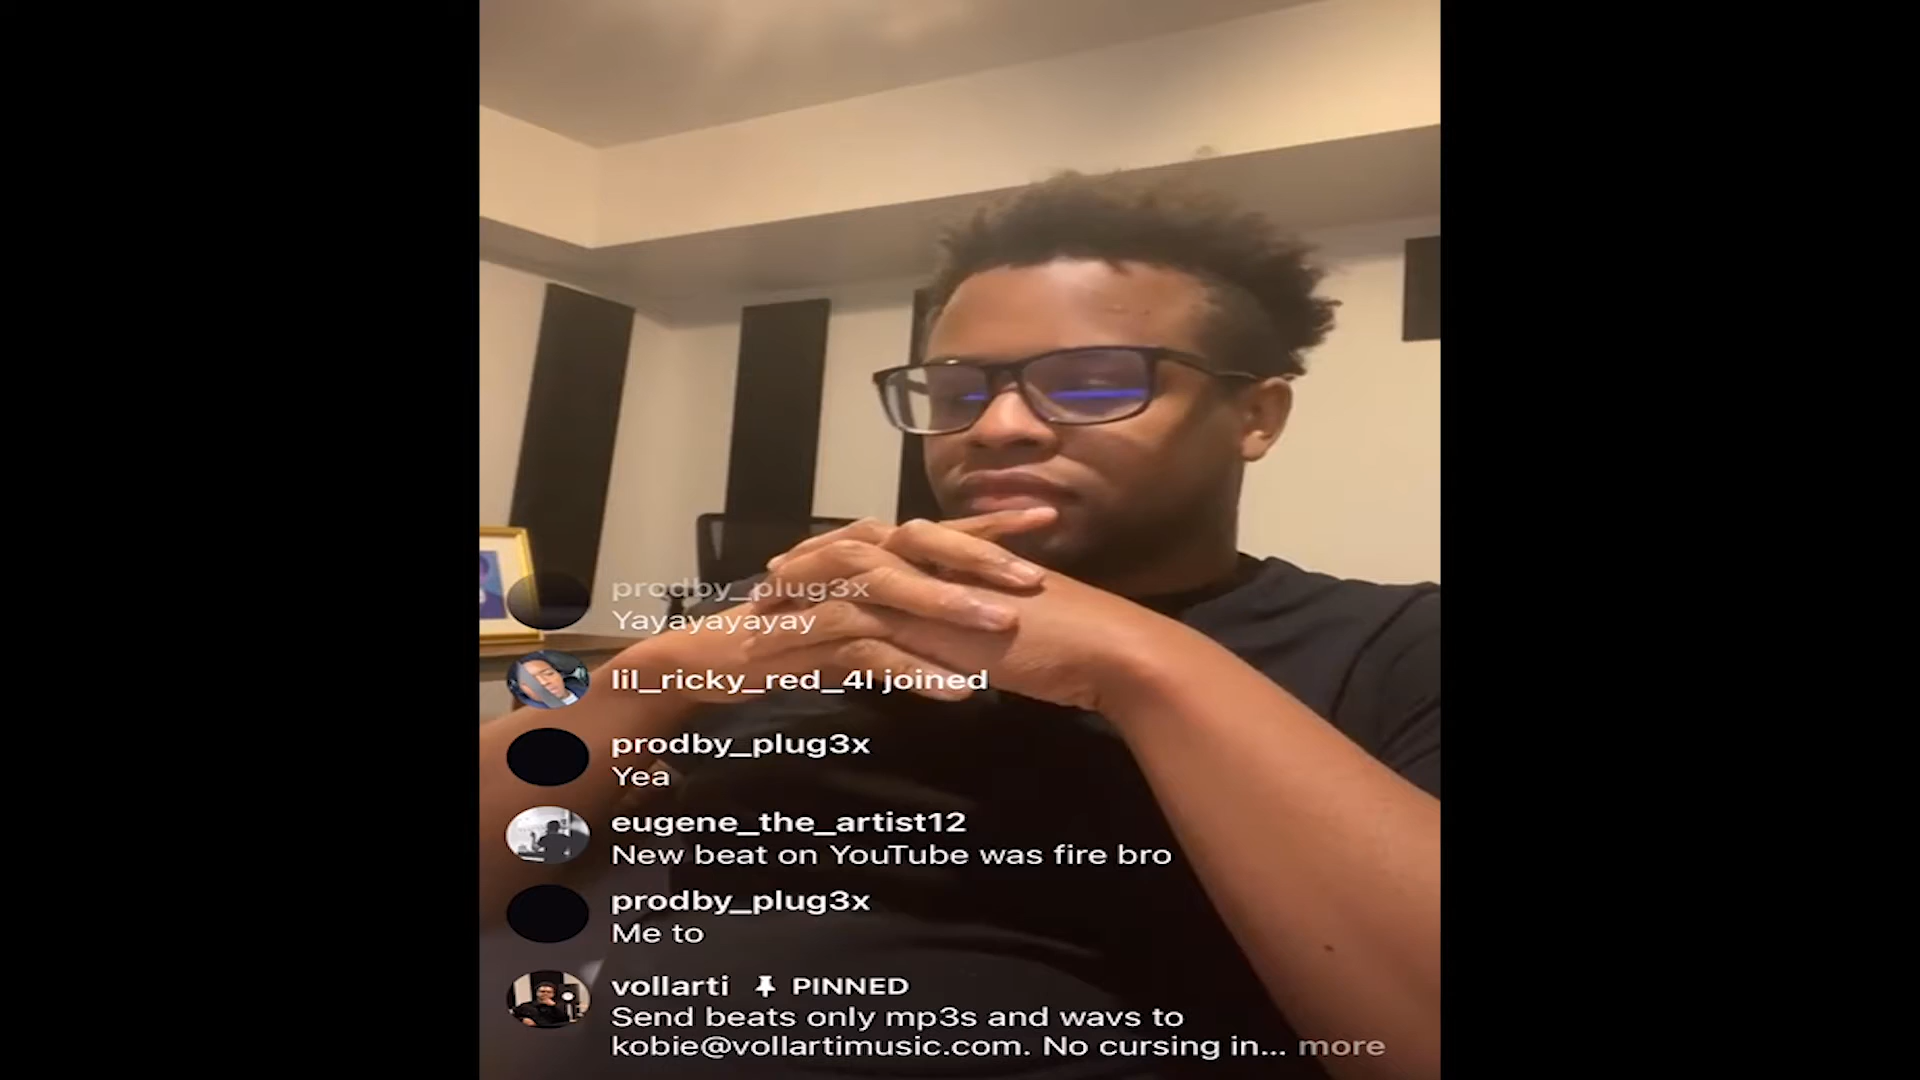 prodby_plug3x
Yayayayayay
lil_ricky_red_4l joined
prodby_plug3x
Yea
eugene_the_artist12
New beat on YouTube was fire bro
prodby_plug3x
Me to
vollarti PINNED
Send beats only mp3s and wavs to
kobie@vollartimusic.com. No cursing in... more